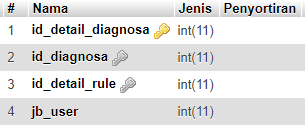 # Nama Jenis Penyortiran
1 id_detail_diagnosa int(11)
2 id_diagnosa int(11)
3 id_detail_rule int(11)
4 jb_user int(11)